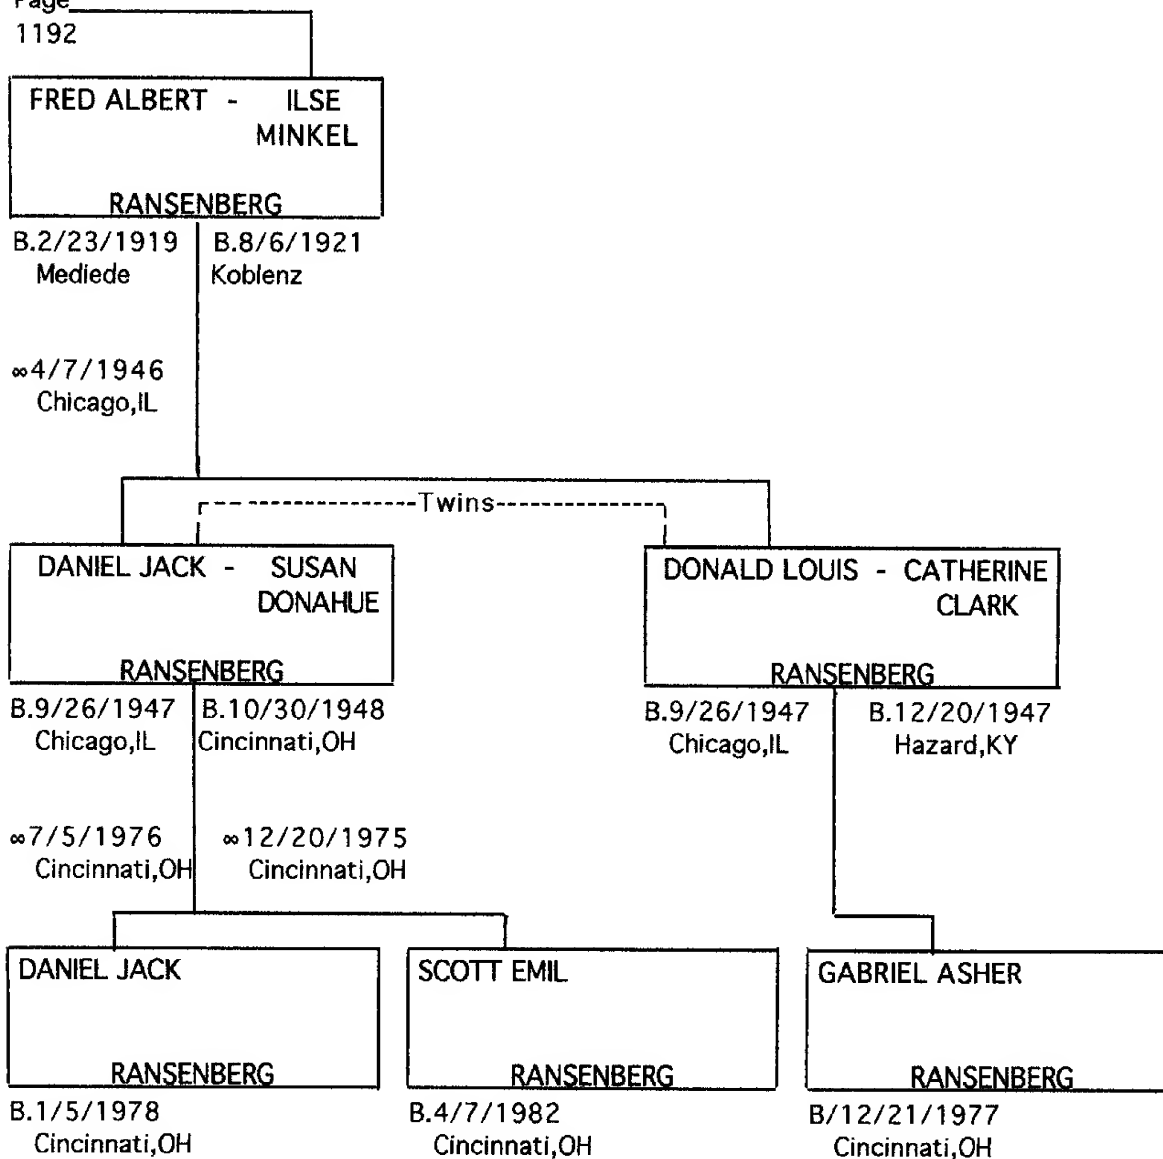 Page
1192
FRED ALBERT - ILSE
MINKEL
RANSENBERG
B.2/23/1919 B.8/6/1921
Mediede Koblenz
∞4/7/1946
Chicago,IL
Twins
DANIEL JACK - SUSAN
DONAHUE
RANSENBERG
B.9/26/1947 B.10/30/1948
Chicago,IL Cincinnati,OH
∞7/5/1976 ∞12/20/1975
Cincinnati,OH Cincinnati,OH
DONALD LOUIS - CATHERINE
CLARK
RANSENBERG
B.9/26/1947 B.12/20/1947
Chicago,IL Hazard,KY
DANIEL JACK
RANSENBERG
B.1/5/1978
Cincinnati,OH
SCOTT EMIL
RANSENBERG
B.4/7/1982
Cincinnati,OH
GABRIEL ASHER
RANSENBERG
B/12/21/1977
Cincinnati,OH